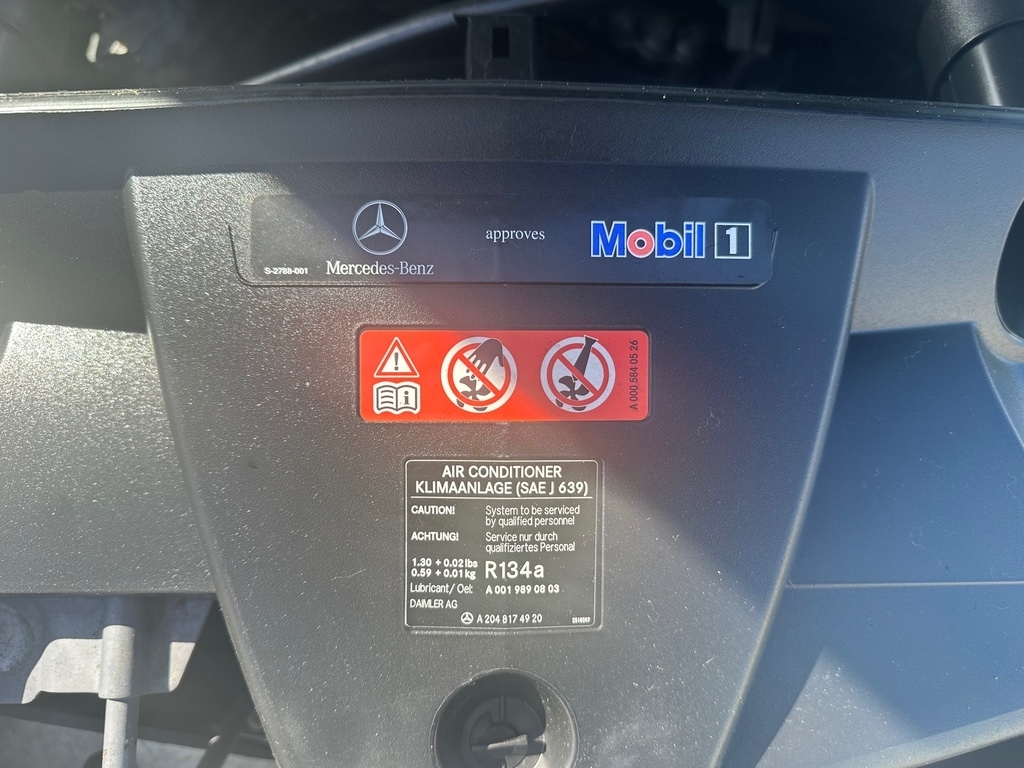 S-2788-001 Mercedes-Benz approves Mobil 1
A 000 584 05 26
AIR CONDITIONER
KLIMAANLAGE (SAE J 639)
CAUTION! System to be serviced
by qualified personnel
ACHTUNG! Service nur durch
qualifiziertes Personal
1.30 + 0.02 lbs
0.59 + 0.01 kg R134a
Lubricant/ Oel: A 001 989 08 03
DAIMLER AG
A 204 817 49 20